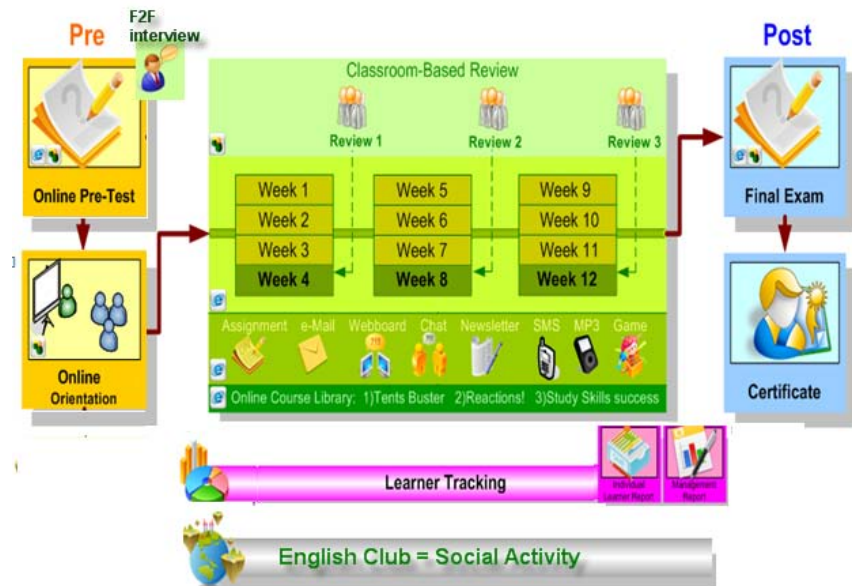 Pre
F2F
interview
Online Pre-Test
Online
Orientation
Classroom-Based Review
Review 1
Review 2
Review 3
Week 1
Week 2
Week 3
Week 4
Week 5
Week 6
Week 7
Week 8
Week 9
Week 10
Week 11
Week 12
Assignment
e-Mail
Webboard
Chat
Newsletter
SMS
MP3
Game
Online Course Library: 1)Tents Buster 2)Reactions! 3)Study Skills success
Post
Final Exam
Certificate
Learner Tracking
Individual
Learner Report
Management
Report
English Club = Social Activity